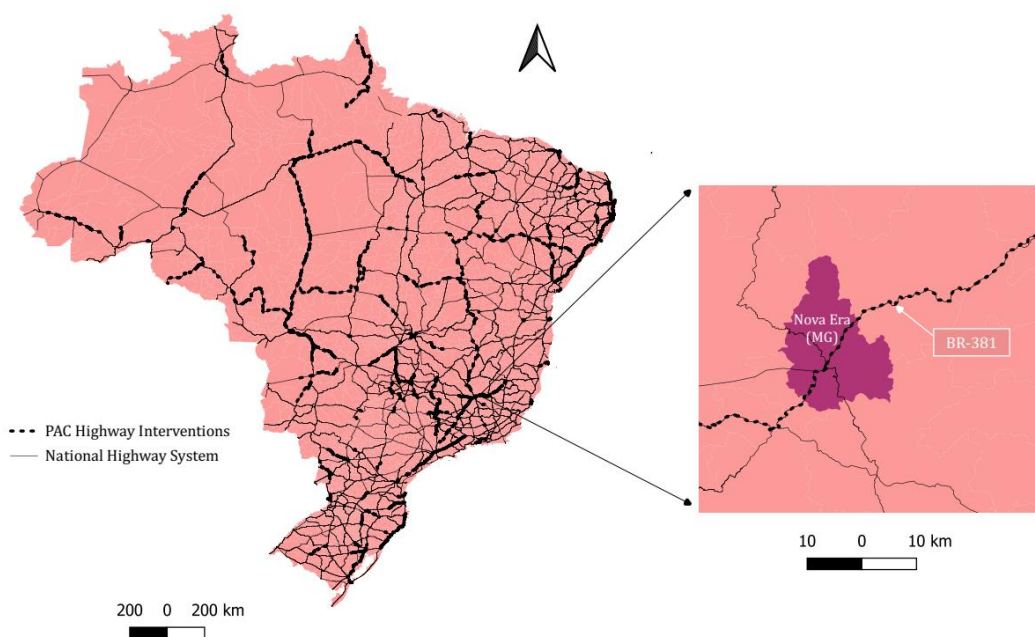 Nova Era
(MG)
BR-381
PAC Highway Interventions
National Highway System
10 0 10 km
200 0 200 km